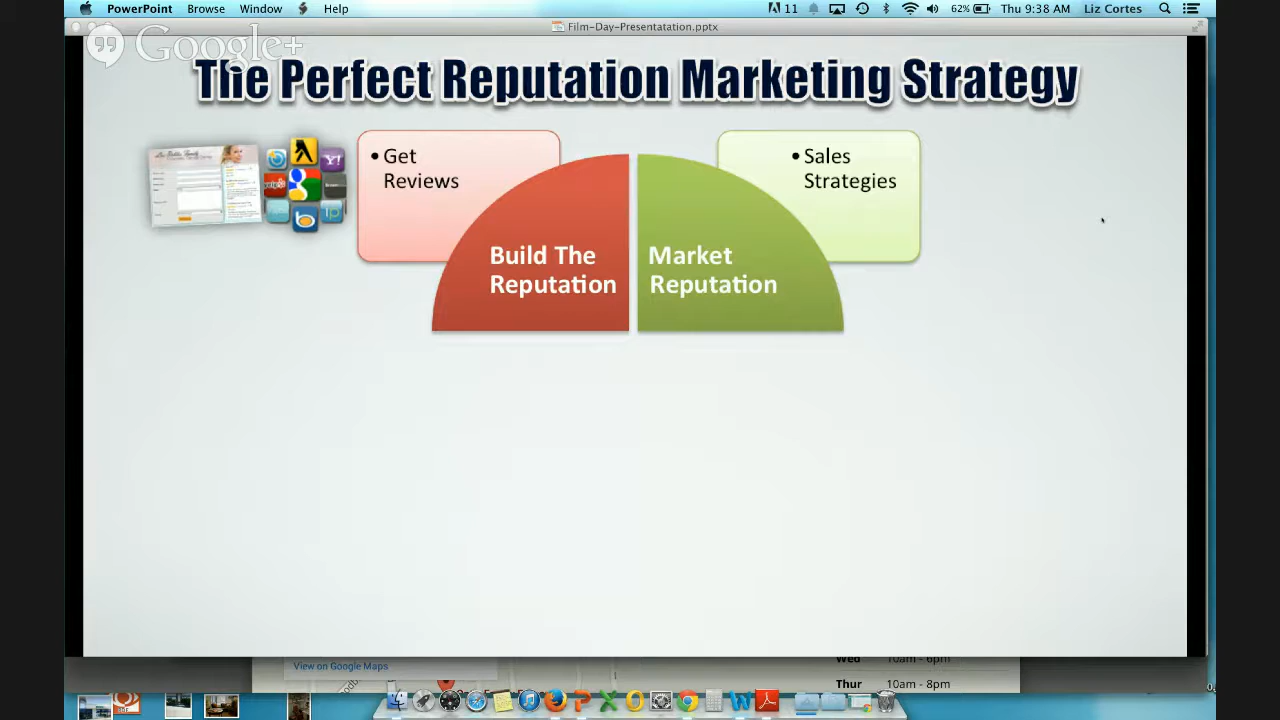 PowerPoint Browse Window Help
11
62% Thu 9:38 AM Liz Cortes
Film-Day-Presentatation.pptx
Google+
The Perfect Reputation Marketing Strategy
• Get
Reviews
• Sales
Strategies
Build The
Reputation
Market
Reputation
View on Google Maps
Wed 10am - 6pm
Thur 10am - 8pm